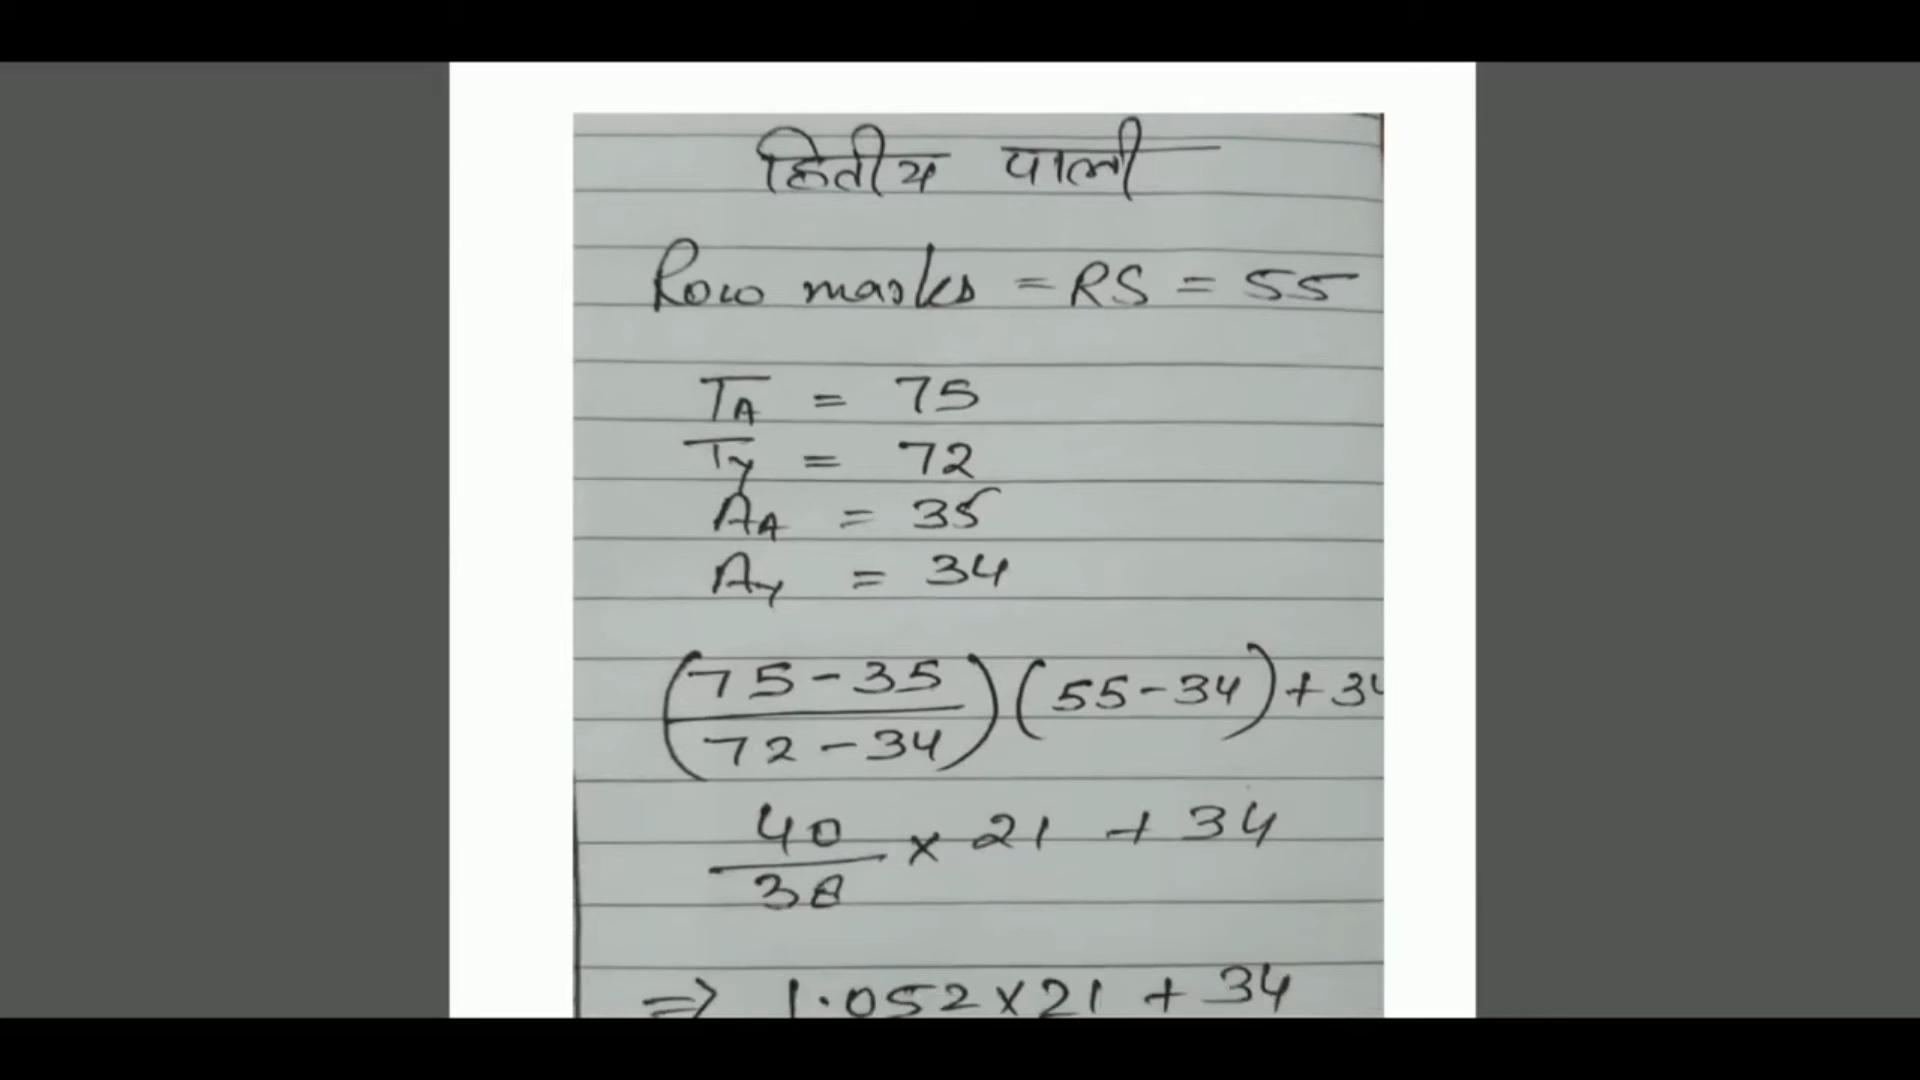 द्वितीय पाली
Row marks = RS = 55
TA = 75
Ty = 72
AA = 35
Ay = 34
(75-35 / 72-34) (55-34) + 34
40/38 × 21 + 34
⇒ 1.052 × 21 + 34